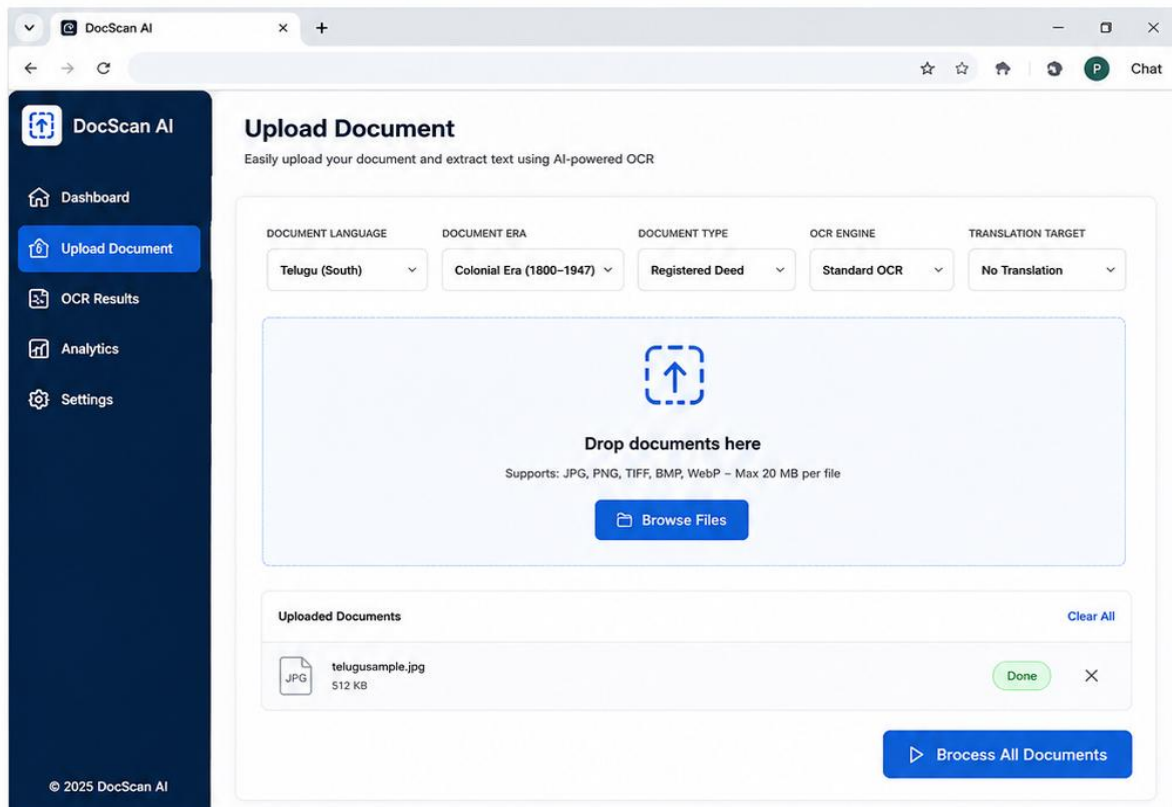 DocScan AI
Chat
DocScan AI
Dashboard
Upload Document
OCR Results
Analytics
Settings
© 2025 DocScan AI
Upload Document
Easily upload your document and extract text using AI-powered OCR
DOCUMENT LANGUAGE DOCUMENT ERA DOCUMENT TYPE OCR ENGINE TRANSLATION TARGET
Telugu (South) Colonial Era (1800–1947) Registered Deed Standard OCR No Translation
Drop documents here
Supports: JPG, PNG, TIFF, BMP, WebP – Max 20 MB per file
Browse Files
Uploaded Documents Clear All
JPG telugusample.jpg Done
512 KB
Brocess All Documents
P